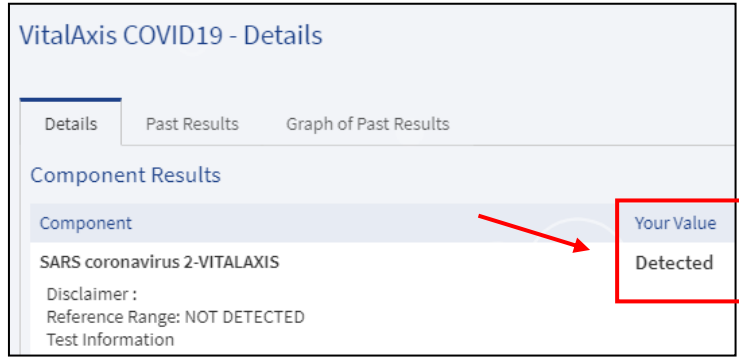 VitalAxis COVID19 - Details
Details Past Results Graph of Past Results
Component Results
Component Your Value
SARS coronavirus 2-VITALAXIS Detected
Disclaimer :
Reference Range: NOT DETECTED
Test Information